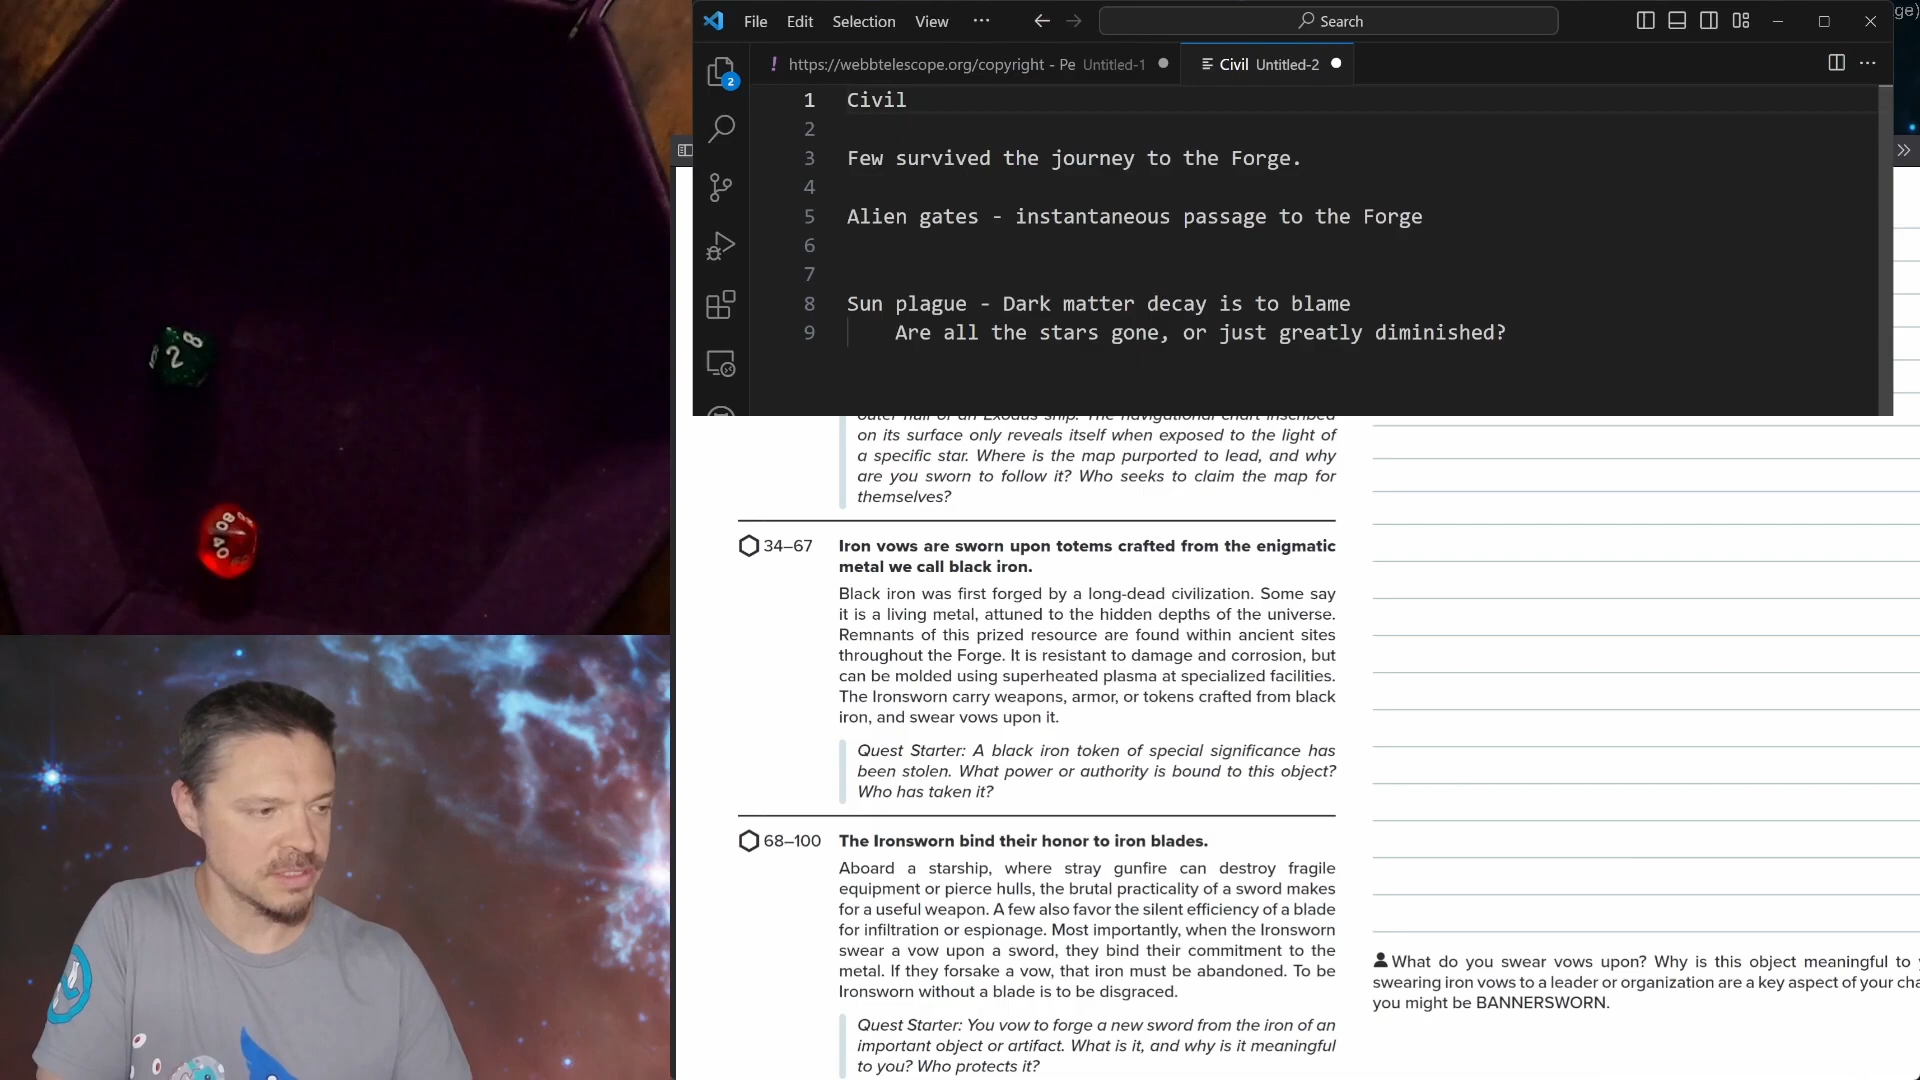 File Edit Selection View ··· Search
https://webbtelescope.org/copyright - Pe Untitled-1
Civil Untitled-2
2
1 Civil
2
3 Few survived the journey to the Forge.
4
5 Alien gates - instantaneous passage to the Forge
6
7
8 Sun plague - Dark matter decay is to blame
9 Are all the stars gone, or just greatly diminished?
on its surface only reveals itself when exposed to the light of
a specific star. Where is the map purported to lead, and why
are you sworn to follow it? Who seeks to claim the map for
themselves?
34–67 Iron vows are sworn upon totems crafted from the enigmatic
metal we call black iron.
Black iron was first forged by a long-dead civilization. Some say
it is a living metal, attuned to the hidden depths of the universe.
Remnants of this prized resource are found within ancient sites
throughout the Forge. It is resistant to damage and corrosion, but
can be molded using superheated plasma at specialized facilities.
The Ironsworn carry weapons, armor, or tokens crafted from black
iron, and swear vows upon it.
Quest Starter: A black iron token of special significance has
been stolen. What power or authority is bound to this object?
Who has taken it?
68–100 The Ironsworn bind their honor to iron blades.
Aboard a starship, where stray gunfire can destroy fragile
equipment or pierce hulls, the brutal practicality of a sword makes
for a useful weapon. A few also favor the silent efficiency of a blade
for infiltration or espionage. Most importantly, when the Ironsworn
swear a vow upon a sword, they bind their commitment to the
metal. If they forsake a vow, that iron must be abandoned. To be
Ironsworn without a blade is to be disgraced.
Quest Starter: You vow to forge a new sword from the iron of an
important object or artifact. What is it, and why is it meaningful
to you? Who protects it?
What do you swear vows upon? Why is this object meaningful to
swearing iron vows to a leader or organization are a key aspect of your
you might be BANNERSWORN.
2 8
80
40